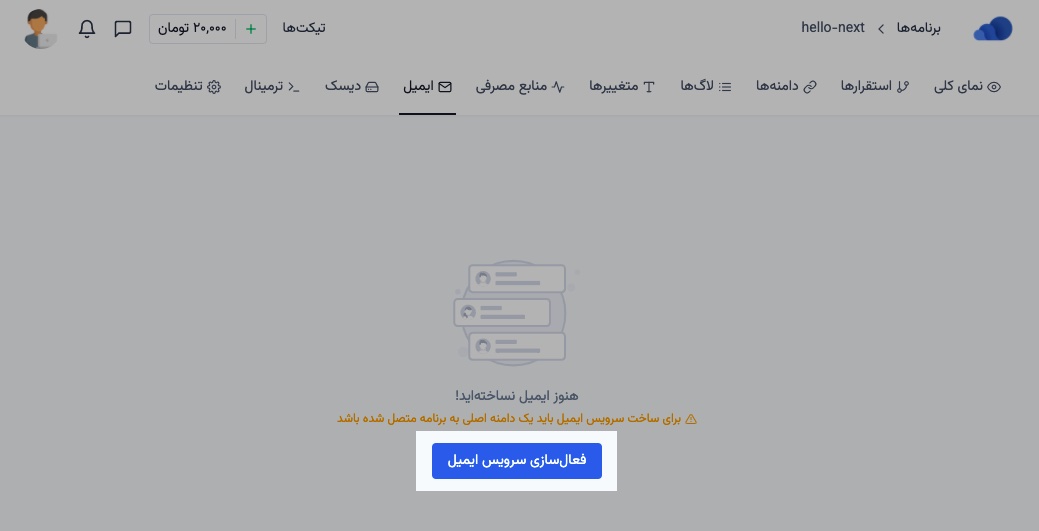 برنامه‌ها
hello-next
تیکت‌ها
+ ۲۰,۰۰۰ تومان
نمای کلی
استقرارها
دامنه‌ها
لاگ‌ها
متغییرها
منابع مصرفی
ایمیل
دیسک
ترمینال
تنظیمات
هنوز ایمیل نساخته‌اید!
برای ساخت سرویس ایمیل باید یک دامنه اصلی به برنامه متصل شده باشد
فعال‌سازی سرویس ایمیل